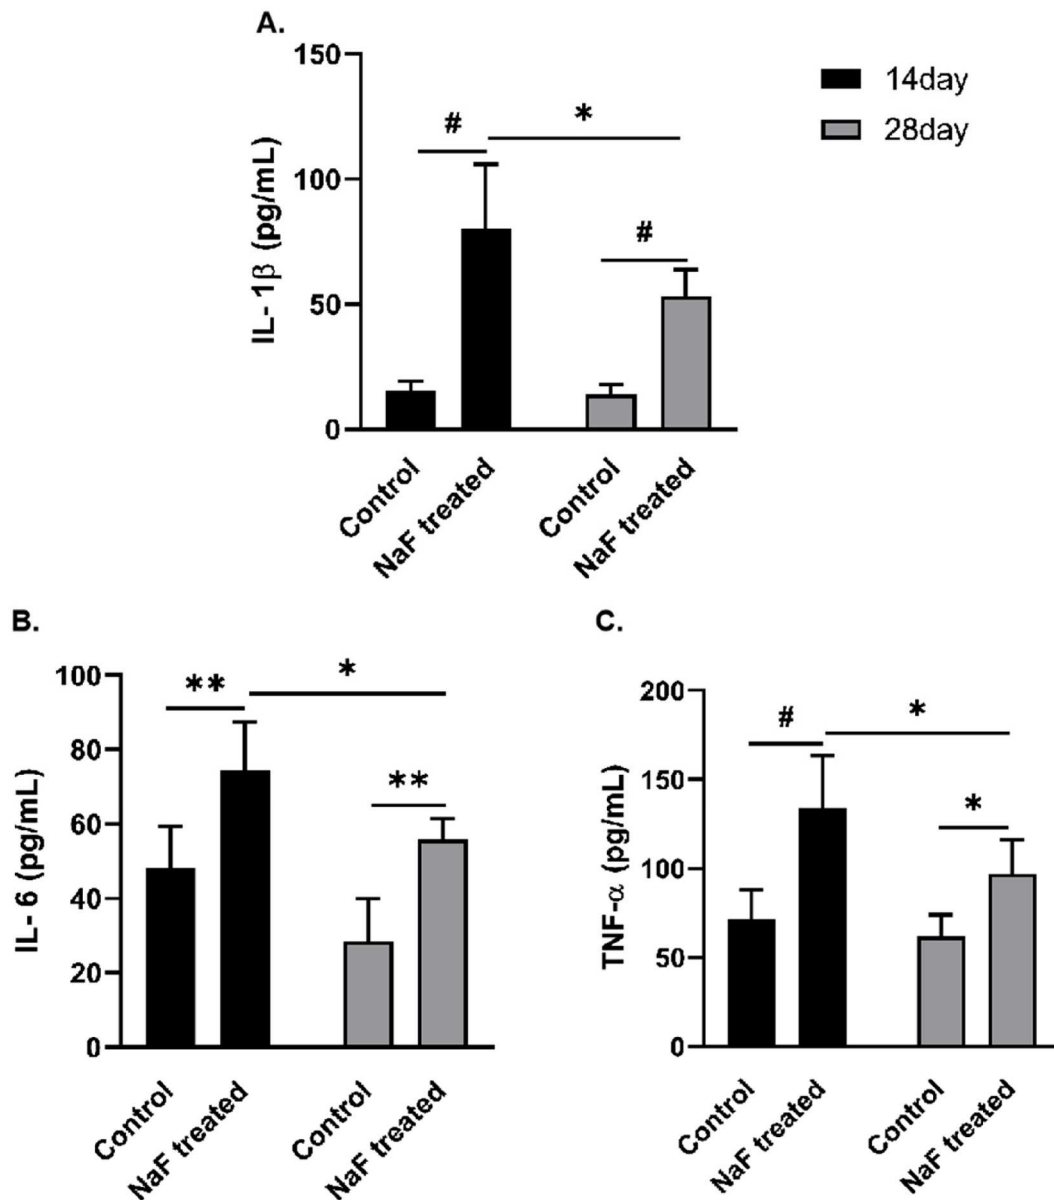 A.
14day
28day
IL- 1β (pg/mL)
150
100
50
0
#
*
#
Control
NaF treated
Control
NaF treated
B.
IL- 6 (pg/mL)
100
80
60
40
20
0
**
*
**
Control
NaF treated
Control
NaF treated
C.
TNF-α (pg/mL)
200
150
100
50
0
#
*
*
Control
NaF treated
Control
NaF treated